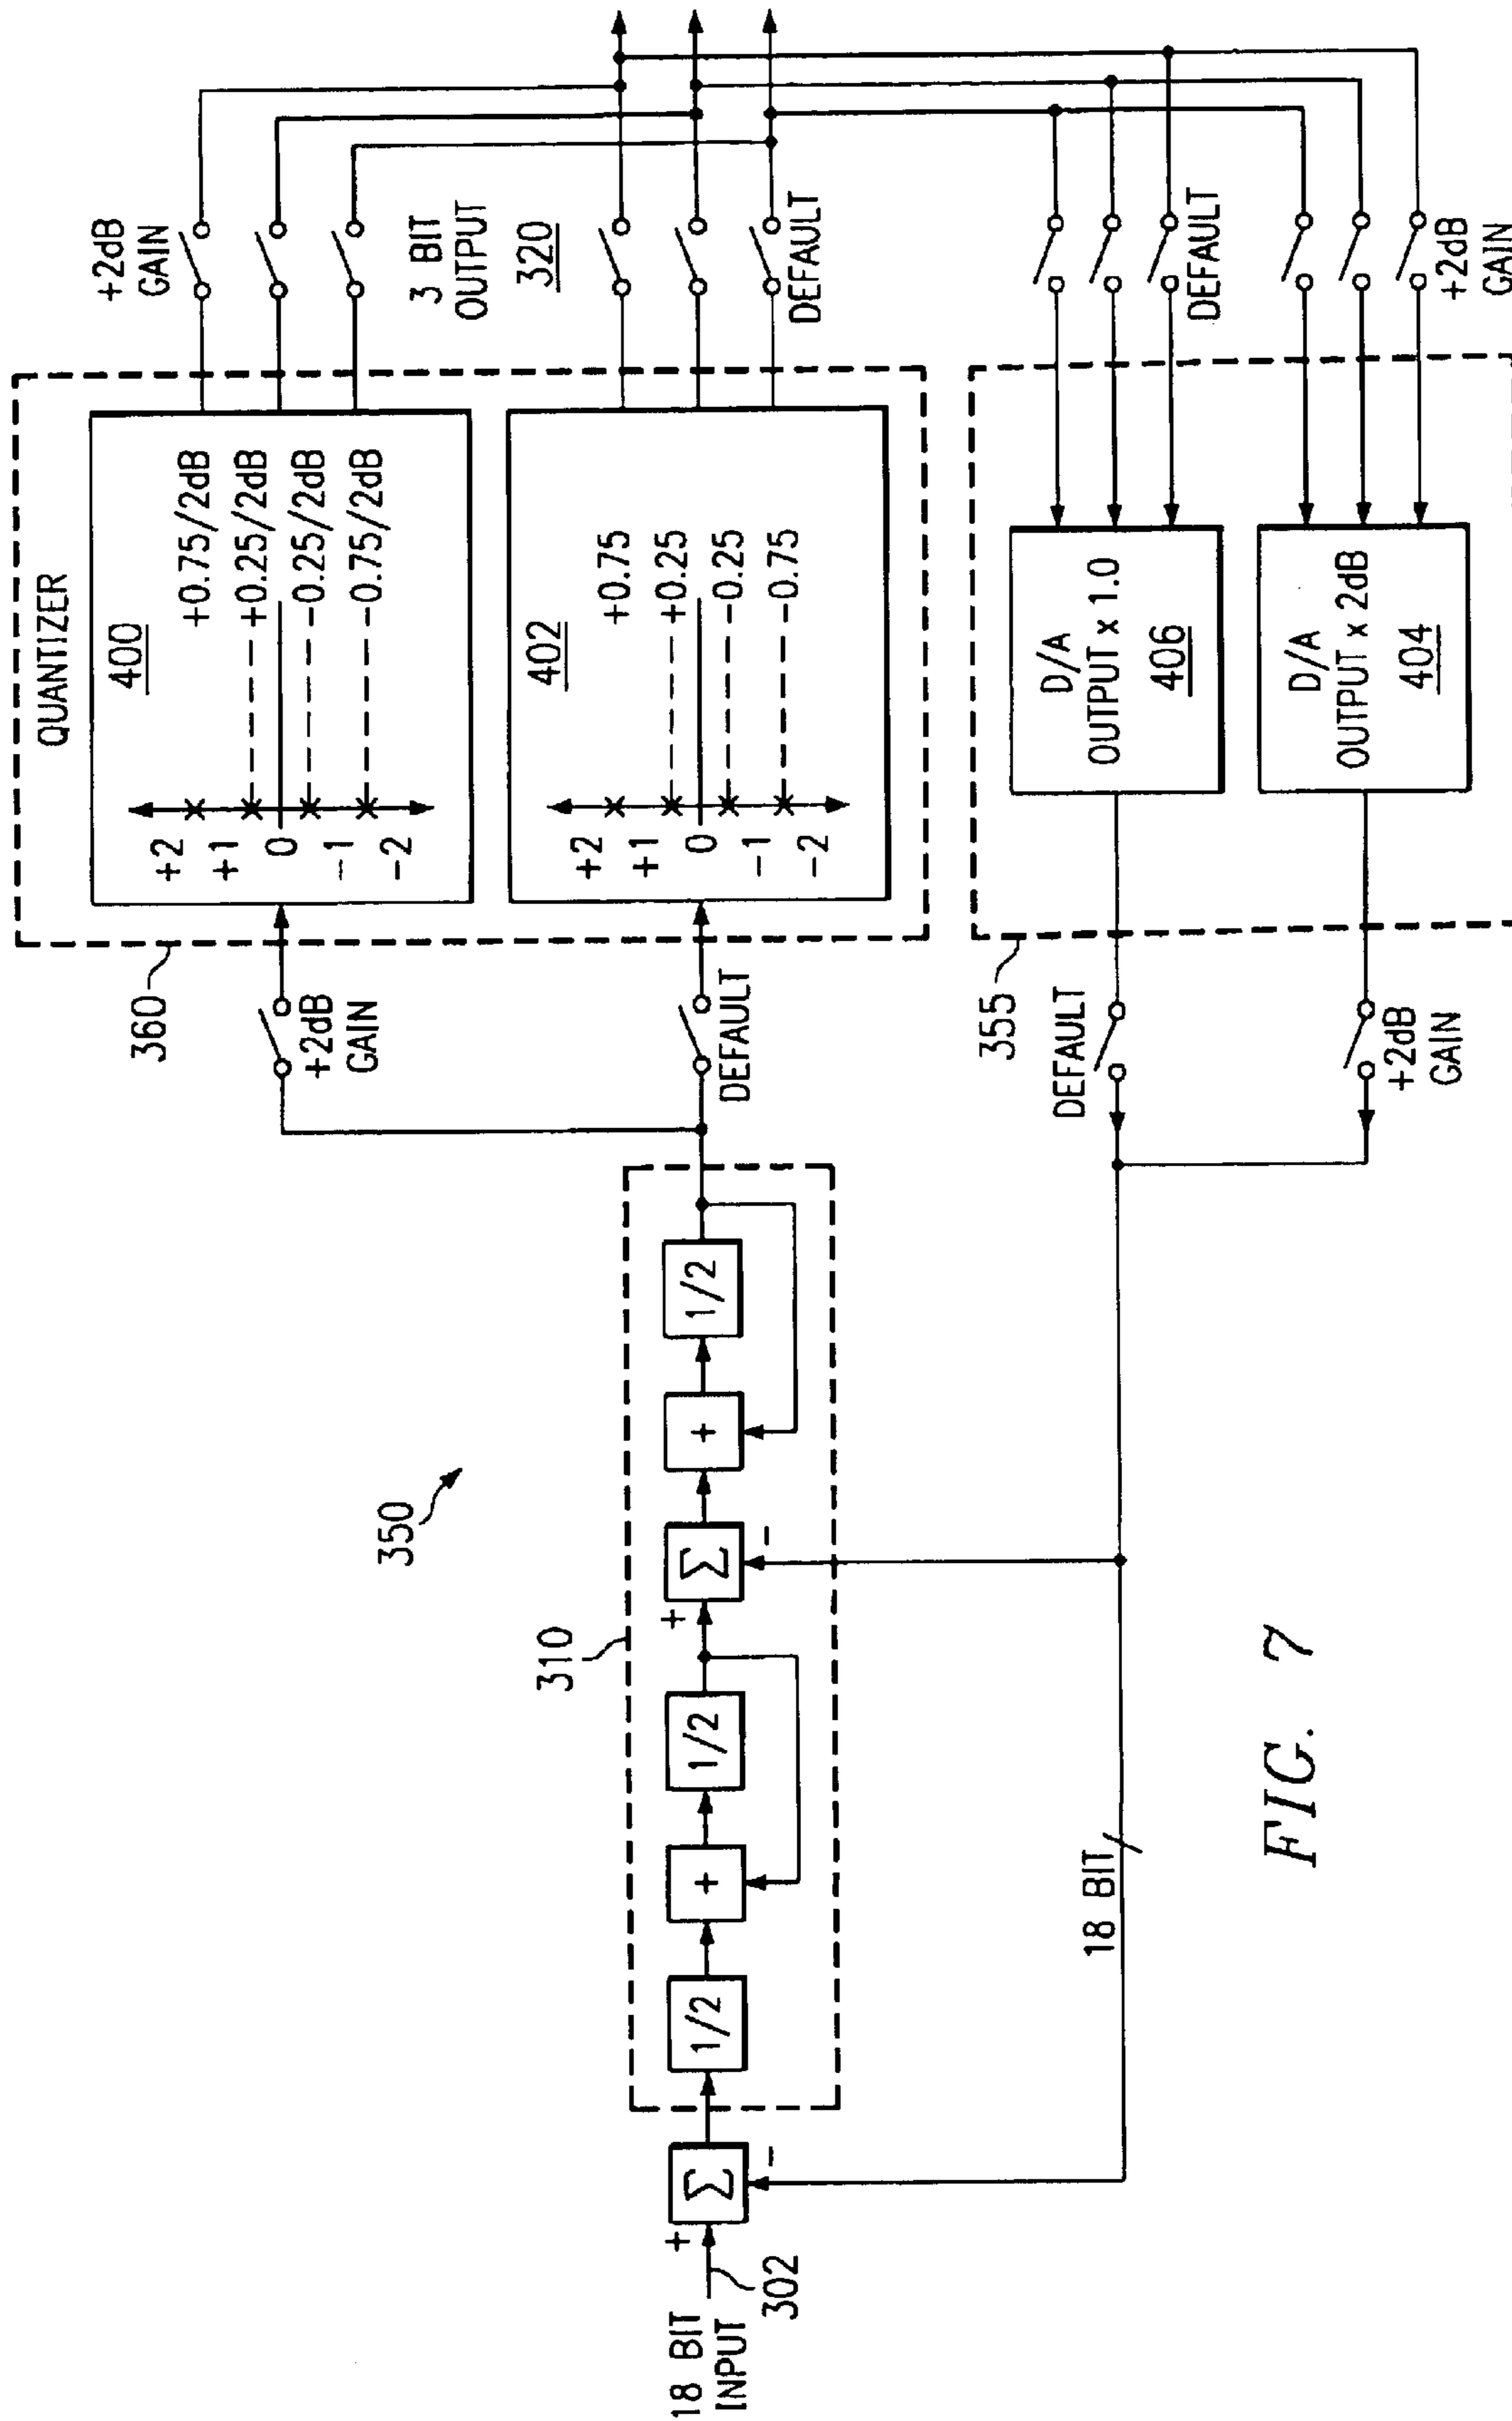 18 BIT
INPUT
302
+
Σ
-
1/2
+
1/2
310
+
Σ
-
+
1/2
350
18 BIT
+2dB
GAIN
DEFAULT
360
QUANTIZER
400
+2
+1
0
-1
-2
+0.75/2dB
+0.25/2dB
-0.25/2dB
-0.75/2dB
402
+2
+1
0
-1
-2
+0.75
+0.25
-0.25
-0.75
+2dB
GAIN
3 BIT
OUTPUT
320
DEFAULT
355
DEFAULT
+2dB
GAIN
D/A
OUTPUT x 1.0
406
D/A
OUTPUT x 2dB
404
DEFAULT
+2dB
GAIN
FIG. 7